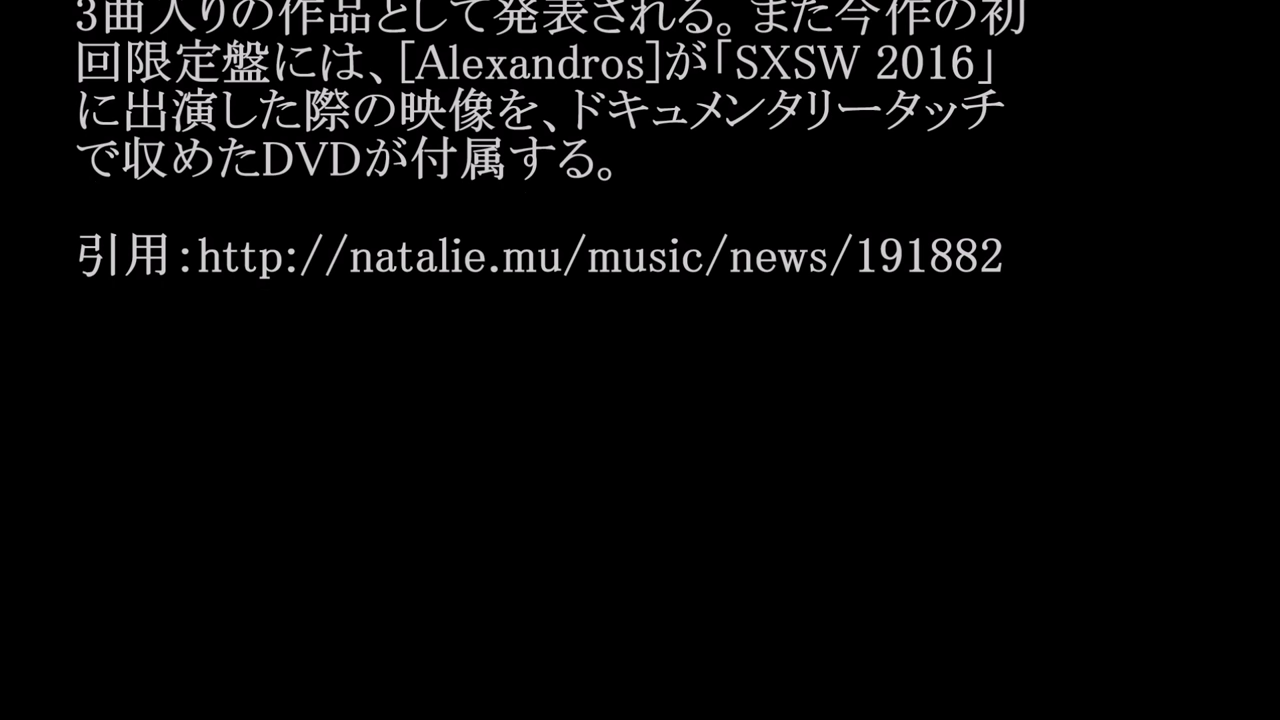 3曲入りの作品として発表される。また今作の初
回限定盤には、[Alexandros]が「SXSW 2016」
に出演した際の映像を、ドキュメンタリータッチ
で収めたDVDが付属する。
引用：http://natalie.mu/music/news/191882